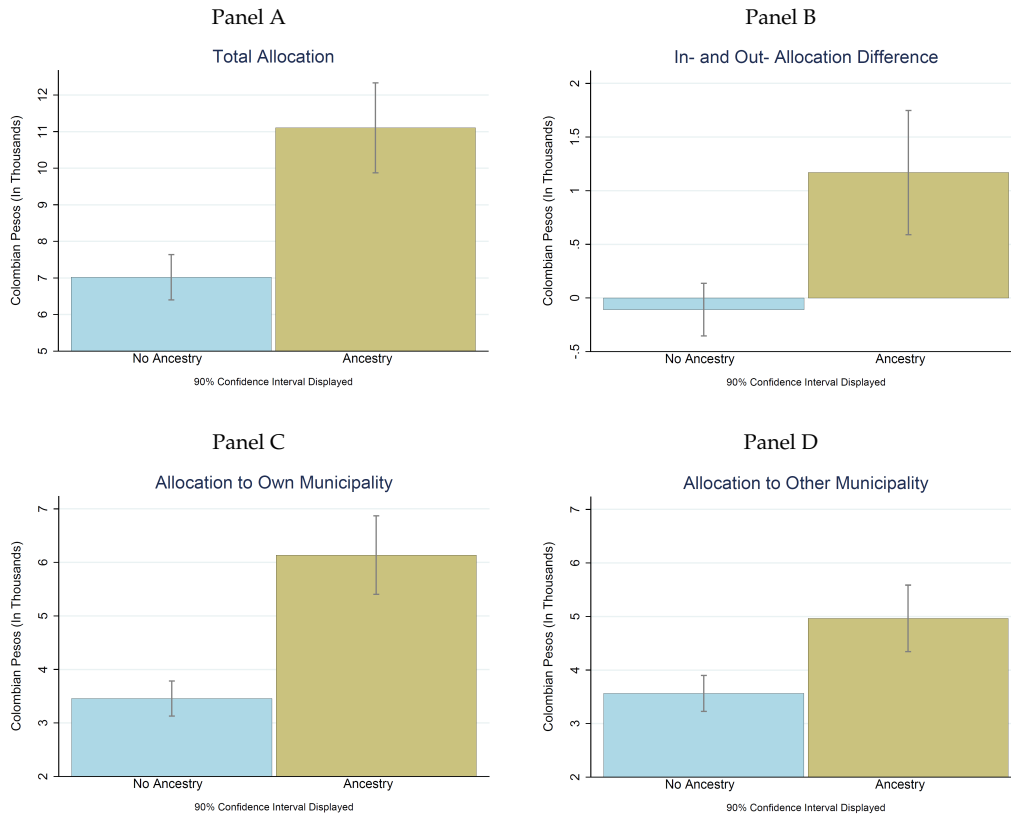 Panel A
Total Allocation
Colombian Pesos (In Thousands)
12
11
10
9
8
7
6
5
No Ancestry Ancestry
90% Confidence Interval Displayed
Panel B
In- and Out- Allocation Difference
Colombian Pesos (In Thousands)
2
1.5
1
.5
0
-.5
No Ancestry Ancestry
90% Confidence Interval Displayed
Panel C
Allocation to Own Municipality
Colombian Pesos (In Thousands)
7
6
5
4
3
2
No Ancestry Ancestry
90% Confidence Interval Displayed
Panel D
Allocation to Other Municipality
Colombian Pesos (In Thousands)
7
6
5
4
3
2
No Ancestry Ancestry
90% Confidence Interval Displayed